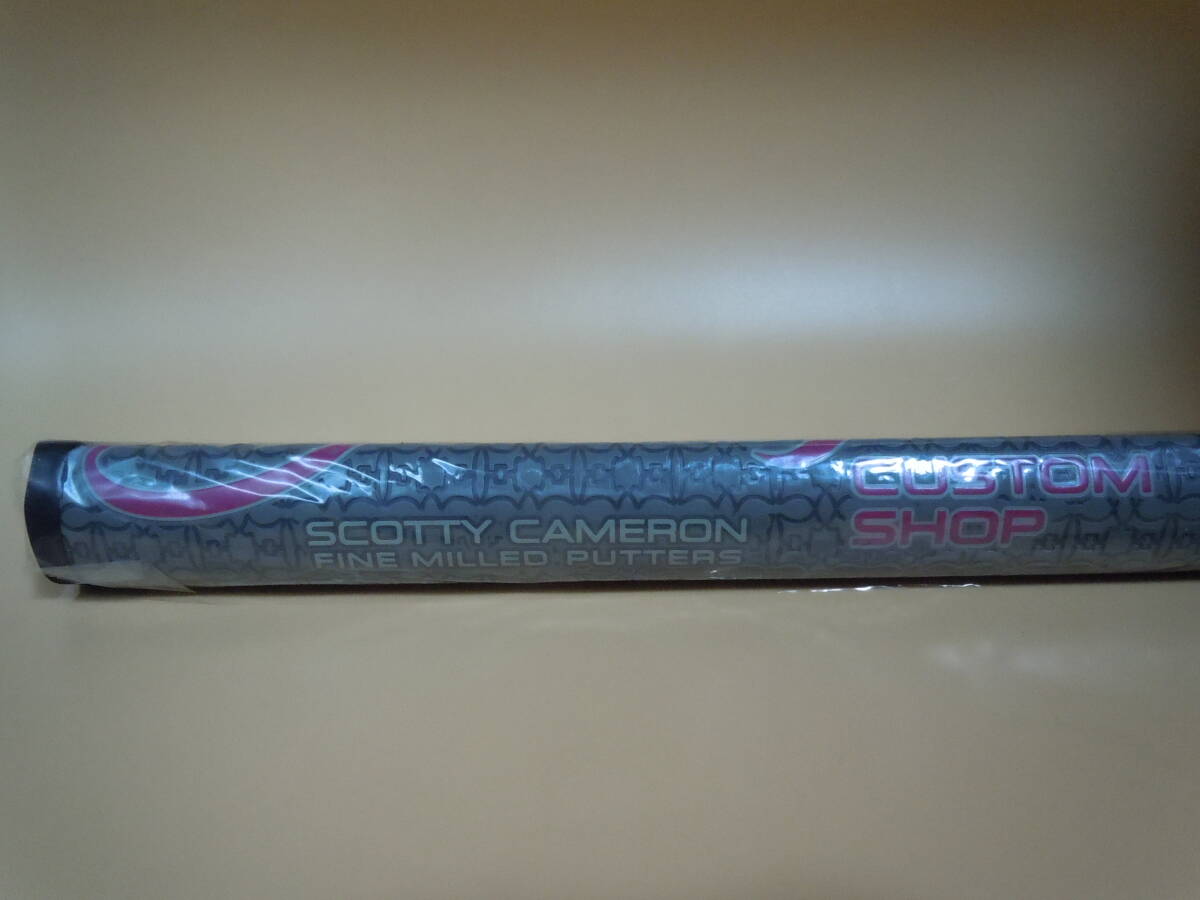 SCOTTY CAMERON
FINE MILLED PUTTERS
CUSTOM
SHOP